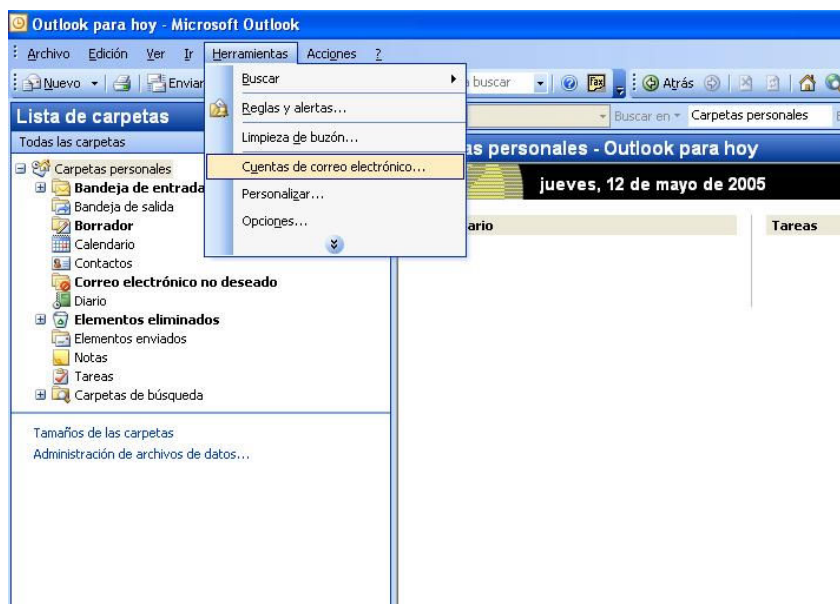 Outlook para hoy - Microsoft Outlook
Archivo Edición Ver Ir Herramientas Acciones ?
Nuevo Enviar buscar Fax Atrás
Lista de carpetas
Buscar en Carpetas personales
Todas las carpetas
personales - Outlook para hoy
jueves, 12 de mayo de 2005
Tareas
Buscar
Reglas y alertas...
Limpieza de buzón...
Cuentas de correo electrónico...
Personalizar...
Opciones...
Carpetas personales
Bandeja de entrada
Bandeja de salida
Borrador
Calendario
Contactos
Correo electrónico no deseado
Diario
Elementos eliminados
Elementos enviados
Notas
Tareas
Carpetas de búsqueda
Tamaños de las carpetas
Administración de archivos de datos...